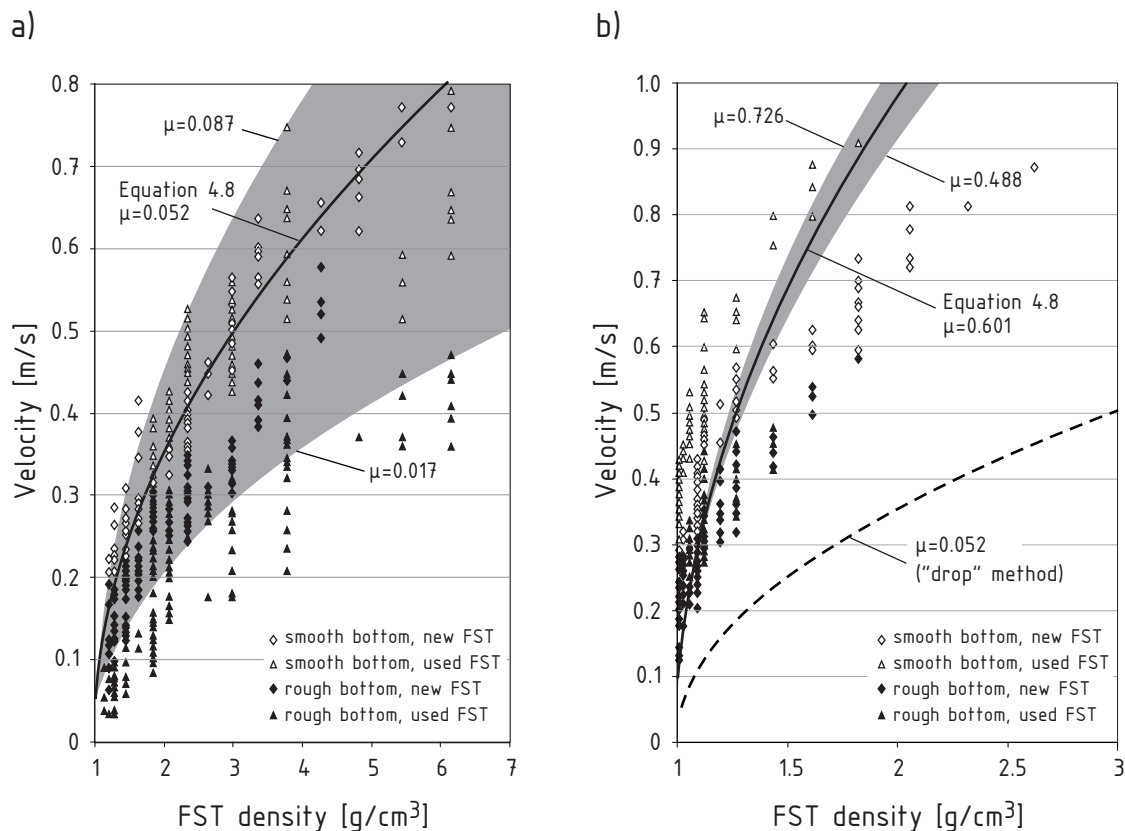 a)
Velocity [m/s]
0.8
0.7
0.6
0.5
0.4
0.3
0.2
0.1
0
μ=0.087
Equation 4.8
μ=0.052
μ=0.017
smooth bottom, new FST
smooth bottom, used FST
rough bottom, new FST
rough bottom, used FST
1 2 3 4 5 6 7
FST density [g/cm³]
b)
Velocity [m/s]
1.0
0.9
0.8
0.7
0.6
0.5
0.4
0.3
0.2
0.1
0
μ=0.726
μ=0.488
Equation 4.8
μ=0.601
μ=0.052
("drop" method)
smooth bottom, new FST
smooth bottom, used FST
rough bottom, new FST
rough bottom, used FST
1 1.5 2 2.5 3
FST density [g/cm³]